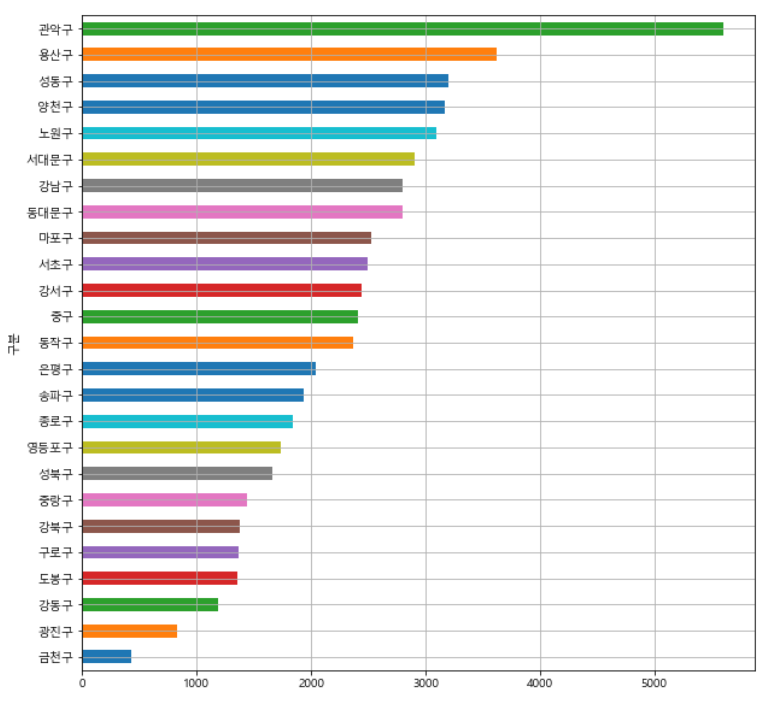 관악구
용산구
성동구
양천구
노원구
서대문구
강남구
동대문구
마포구
서초구
강서구
중구
동작구
은평구
송파구
종로구
영등포구
성북구
중랑구
강북구
구로구
도봉구
강동구
광진구
금천구
구분
0 1000 2000 3000 4000 5000